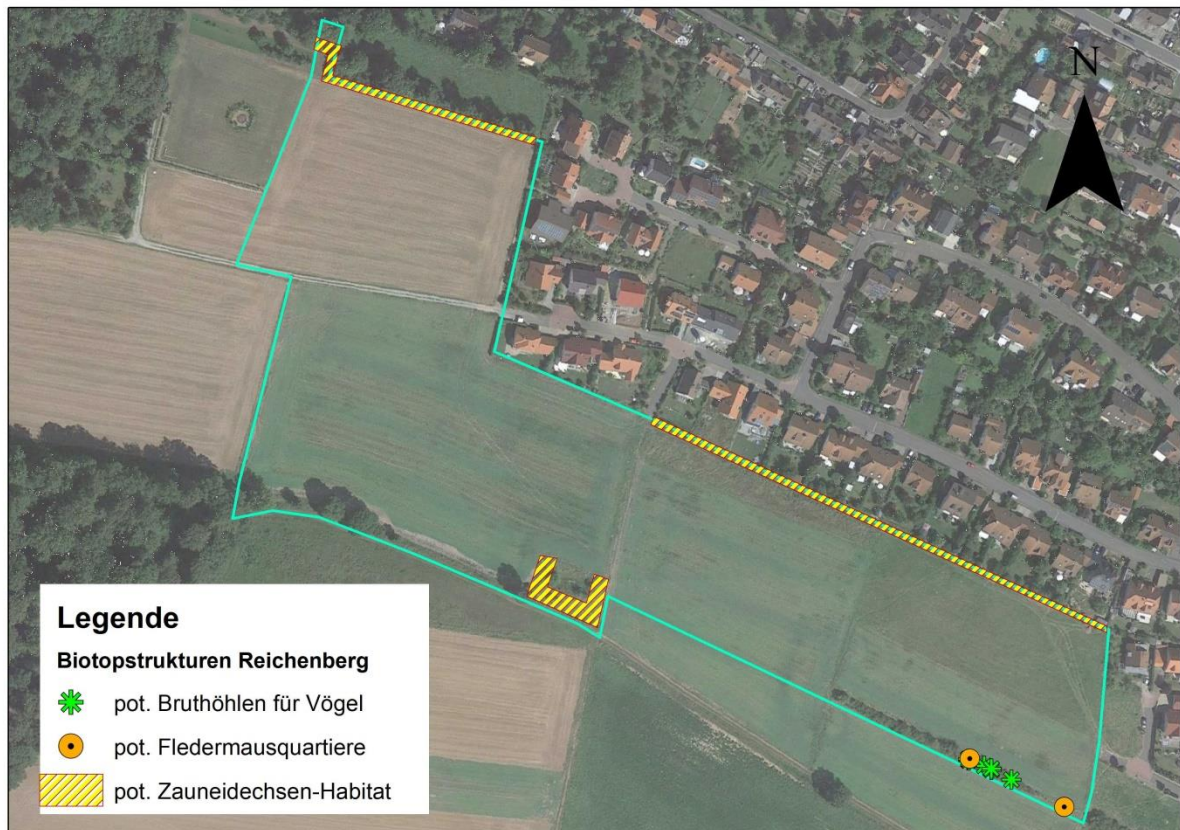 N
Legende
Biotopstrukturen Reichenberg
pot. Bruthöhlen für Vögel
pot. Fledermausquartiere
pot. Zauneidechsen-Habitat